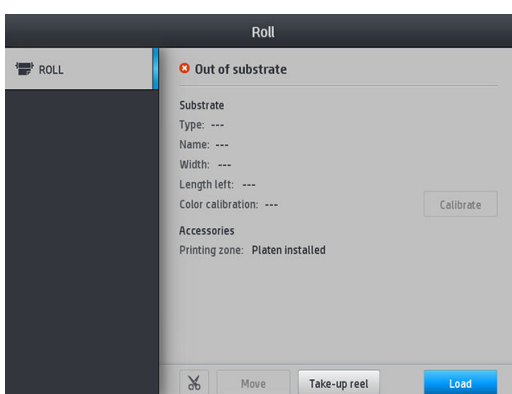 Roll
ROLL
Out of substrate
Substrate
Type: ---
Name: ---
Width: ---
Length left: ---
Color calibration: ---
Calibrate
Accessories
Printing zone: Platen installed
Move
Take-up reel
Load